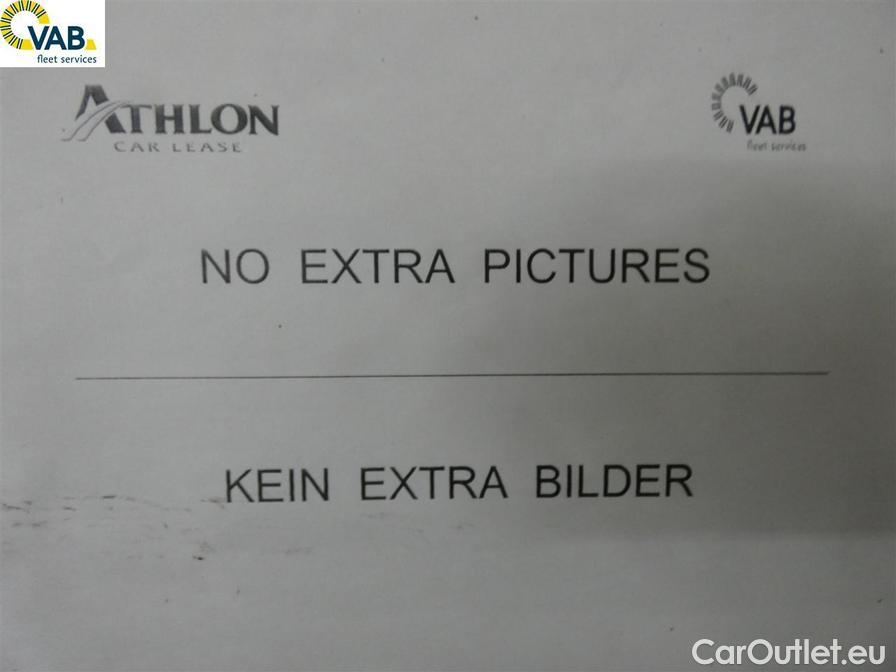 VAB
fleet services
ATHLON
CAR LEASE
VAB
fleet services
NO EXTRA PICTURES
KEIN EXTRA BILDER
CarOutlet.eu